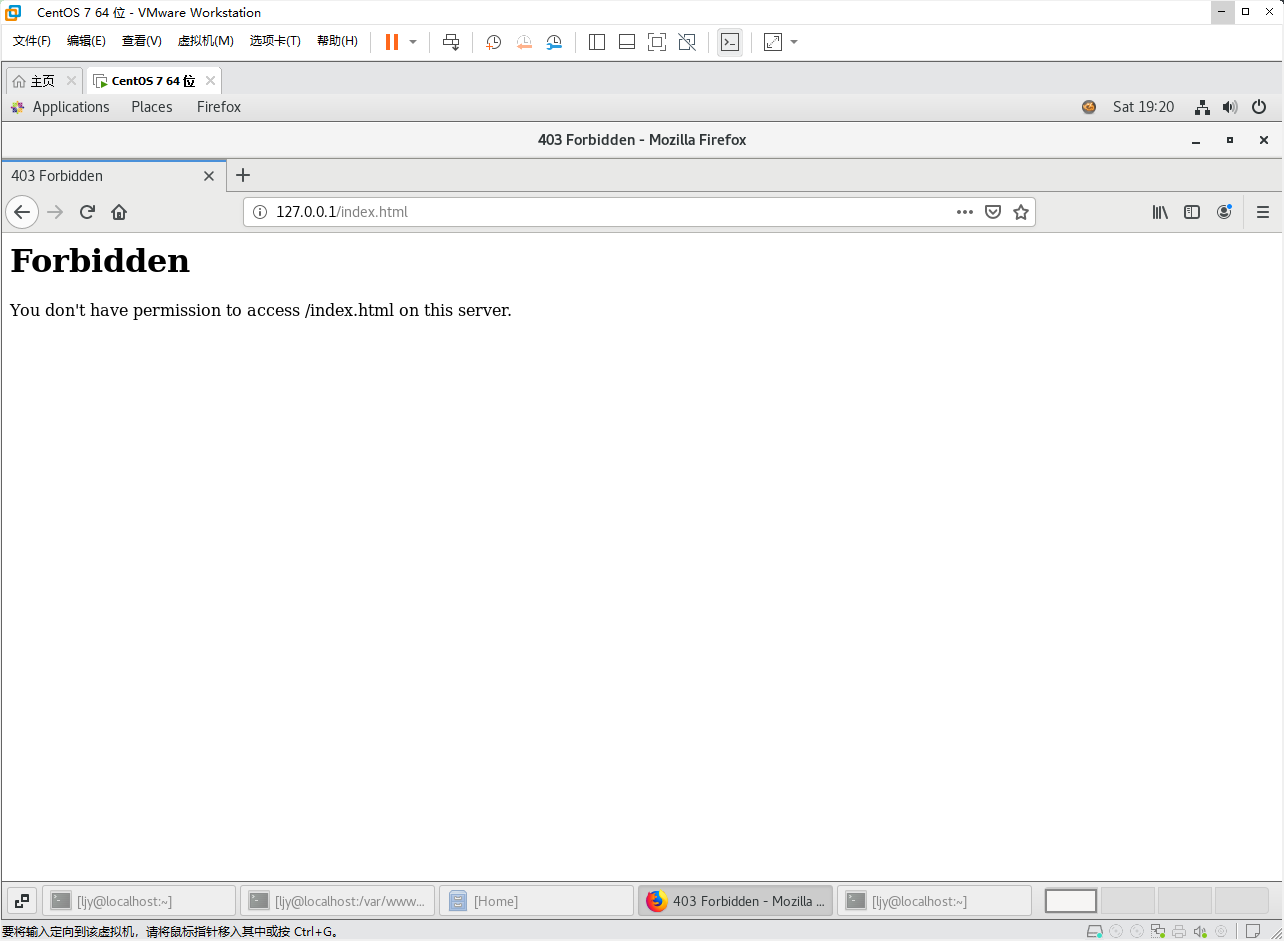 CentOS 7 64 位 - VMware Workstation
文件(F) 编辑(E) 查看(V) 虚拟机(M) 选项卡(T) 帮助(H)
主页 CentOS 7 64 位
Applications Places Firefox Sat 19:20
403 Forbidden - Mozilla Firefox
403 Forbidden
127.0.0.1/index.html
Forbidden
You don't have permission to access /index.html on this server.
[ljy@localhost:~] [ljy@localhost:/var/www... [Home] 403 Forbidden - Mozilla ... [ljy@localhost:~]
要将输入定向到该虚拟机，请将鼠标指针移入其中或按 Ctrl+G。